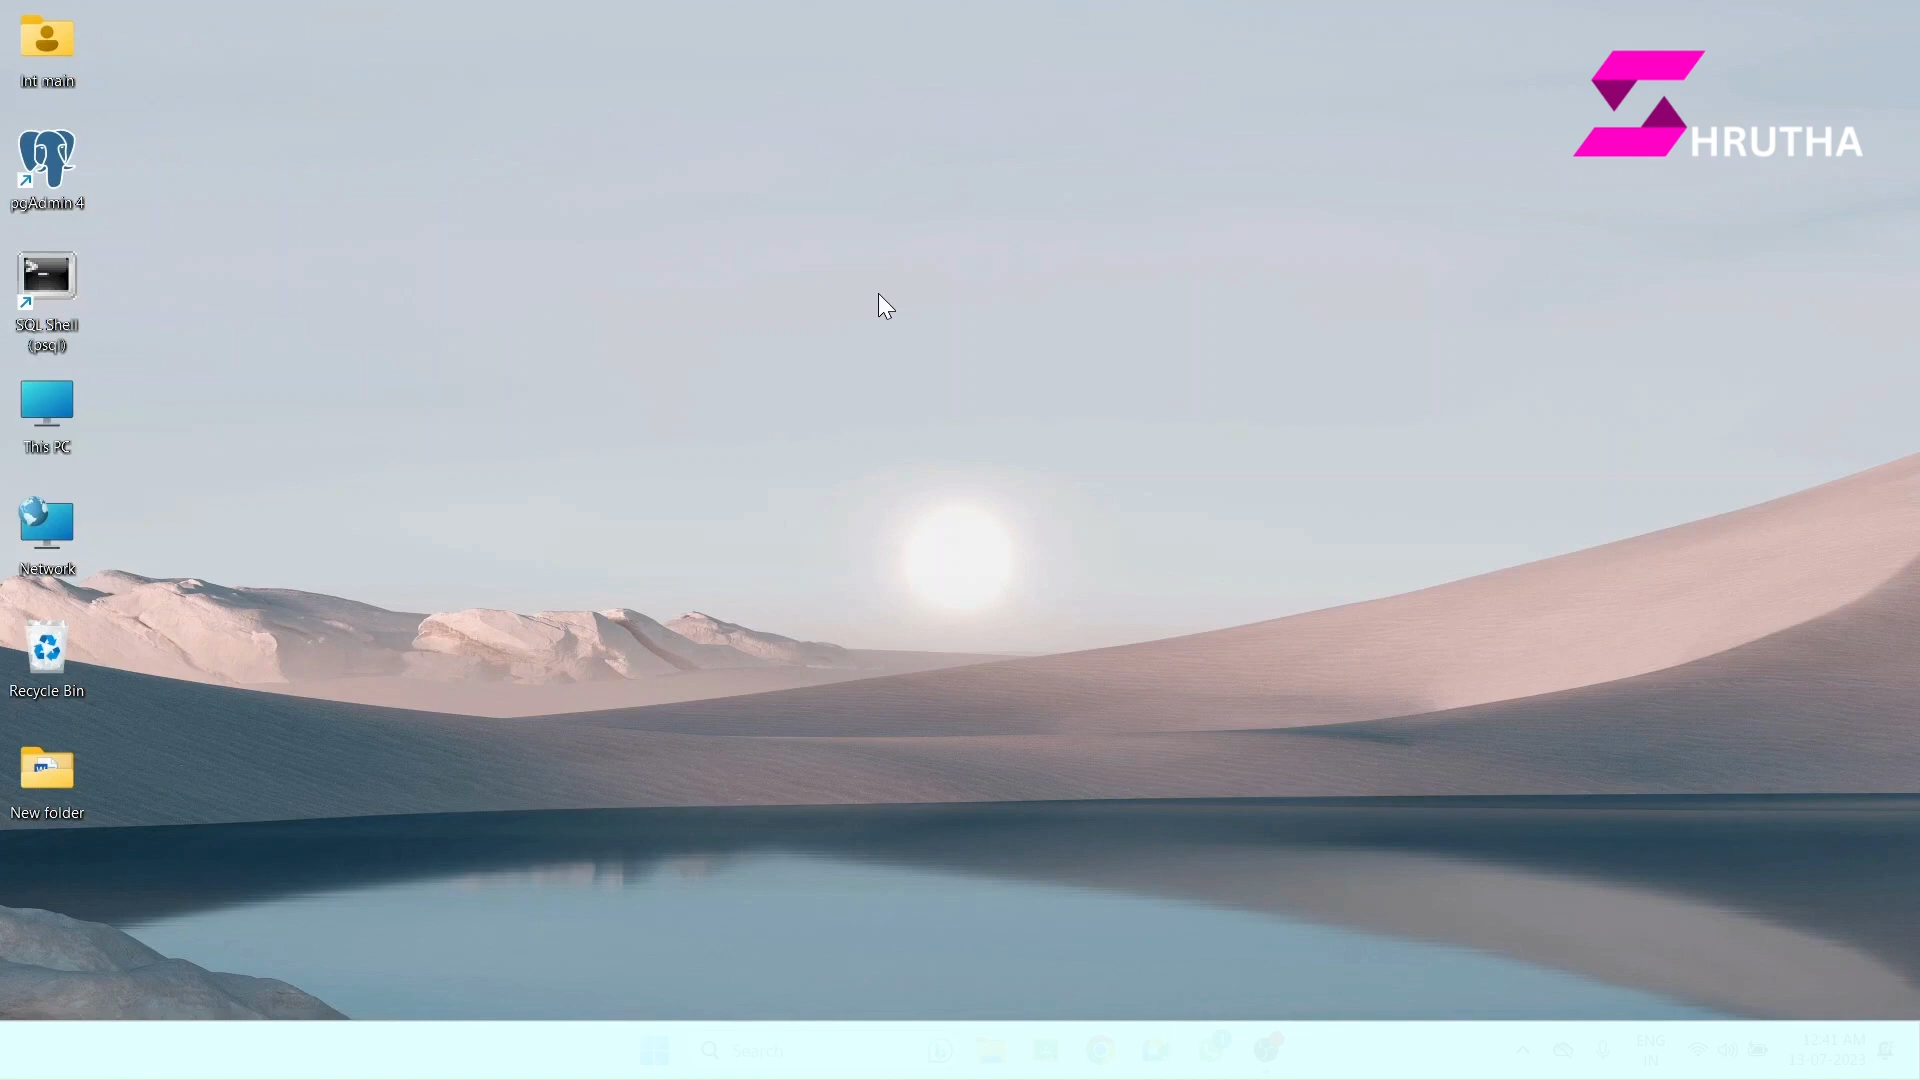 Int main
HRUTHA
pgAdmin 4
SQL Shell
(psql)
This PC
Network
Recycle Bin
New folder
Search
ENG
IN
12:41 AM
13-07-2023